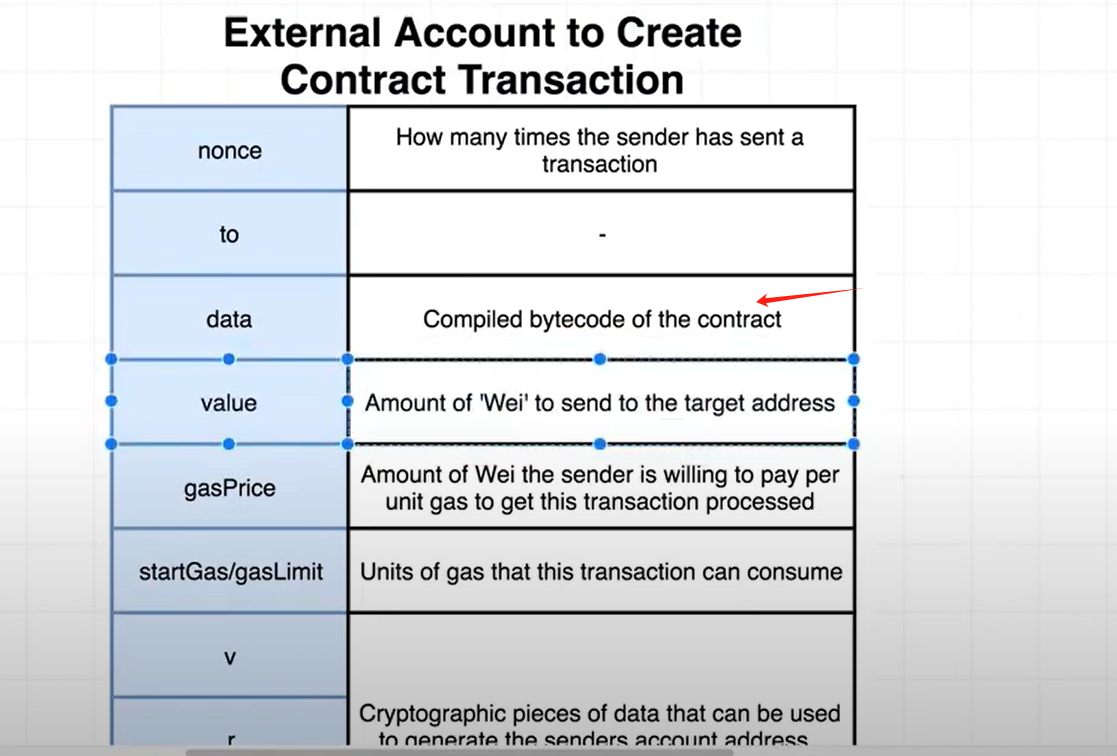 External Account to Create
Contract Transaction
nonce
How many times the sender has sent a
transaction
to
-
data
Compiled bytecode of the contract
value
Amount of 'Wei' to send to the target address
gasPrice
Amount of Wei the sender is willing to pay per
unit gas to get this transaction processed
startGas/gasLimit
Units of gas that this transaction can consume
v
r
Cryptographic pieces of data that can be used
to generate the senders account address